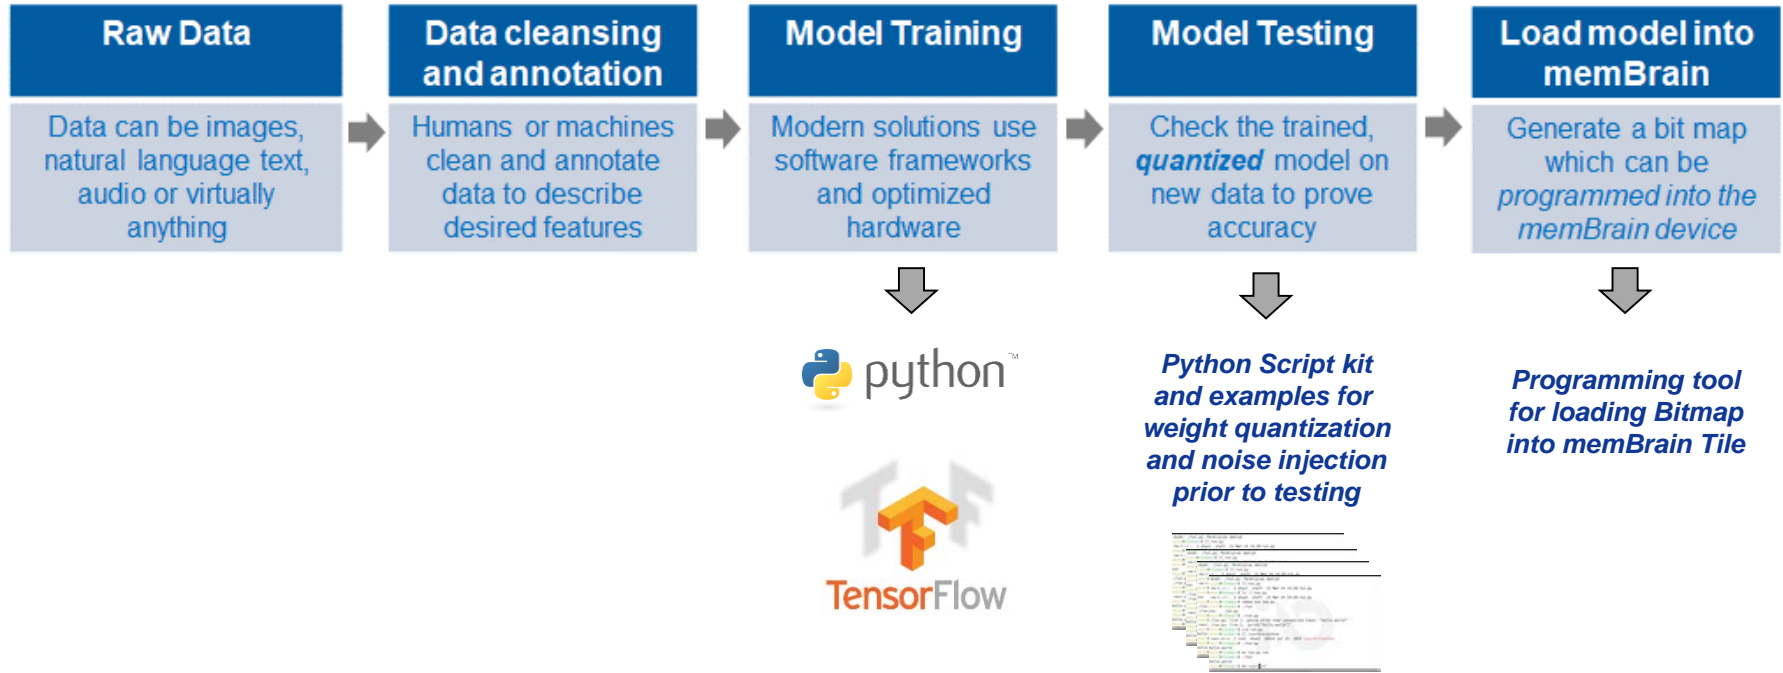 Raw Data
Data can be images,
natural language text,
audio or virtually
anything
Data cleansing
and annotation
Humans or machines
clean and annotate
data to describe
desired features
Model Training
Modern solutions use
software frameworks
and optimized
hardware
Model Testing
Check the trained,
quantized model on
new data to prove
accuracy
Load model into
memBrain
Generate a bit map
which can be
programmed into the
memBrain device
python™
TensorFlow
Python Script kit
and examples for
weight quantization
and noise injection
prior to testing
Programming tool
for loading Bitmap
into memBrain Tile